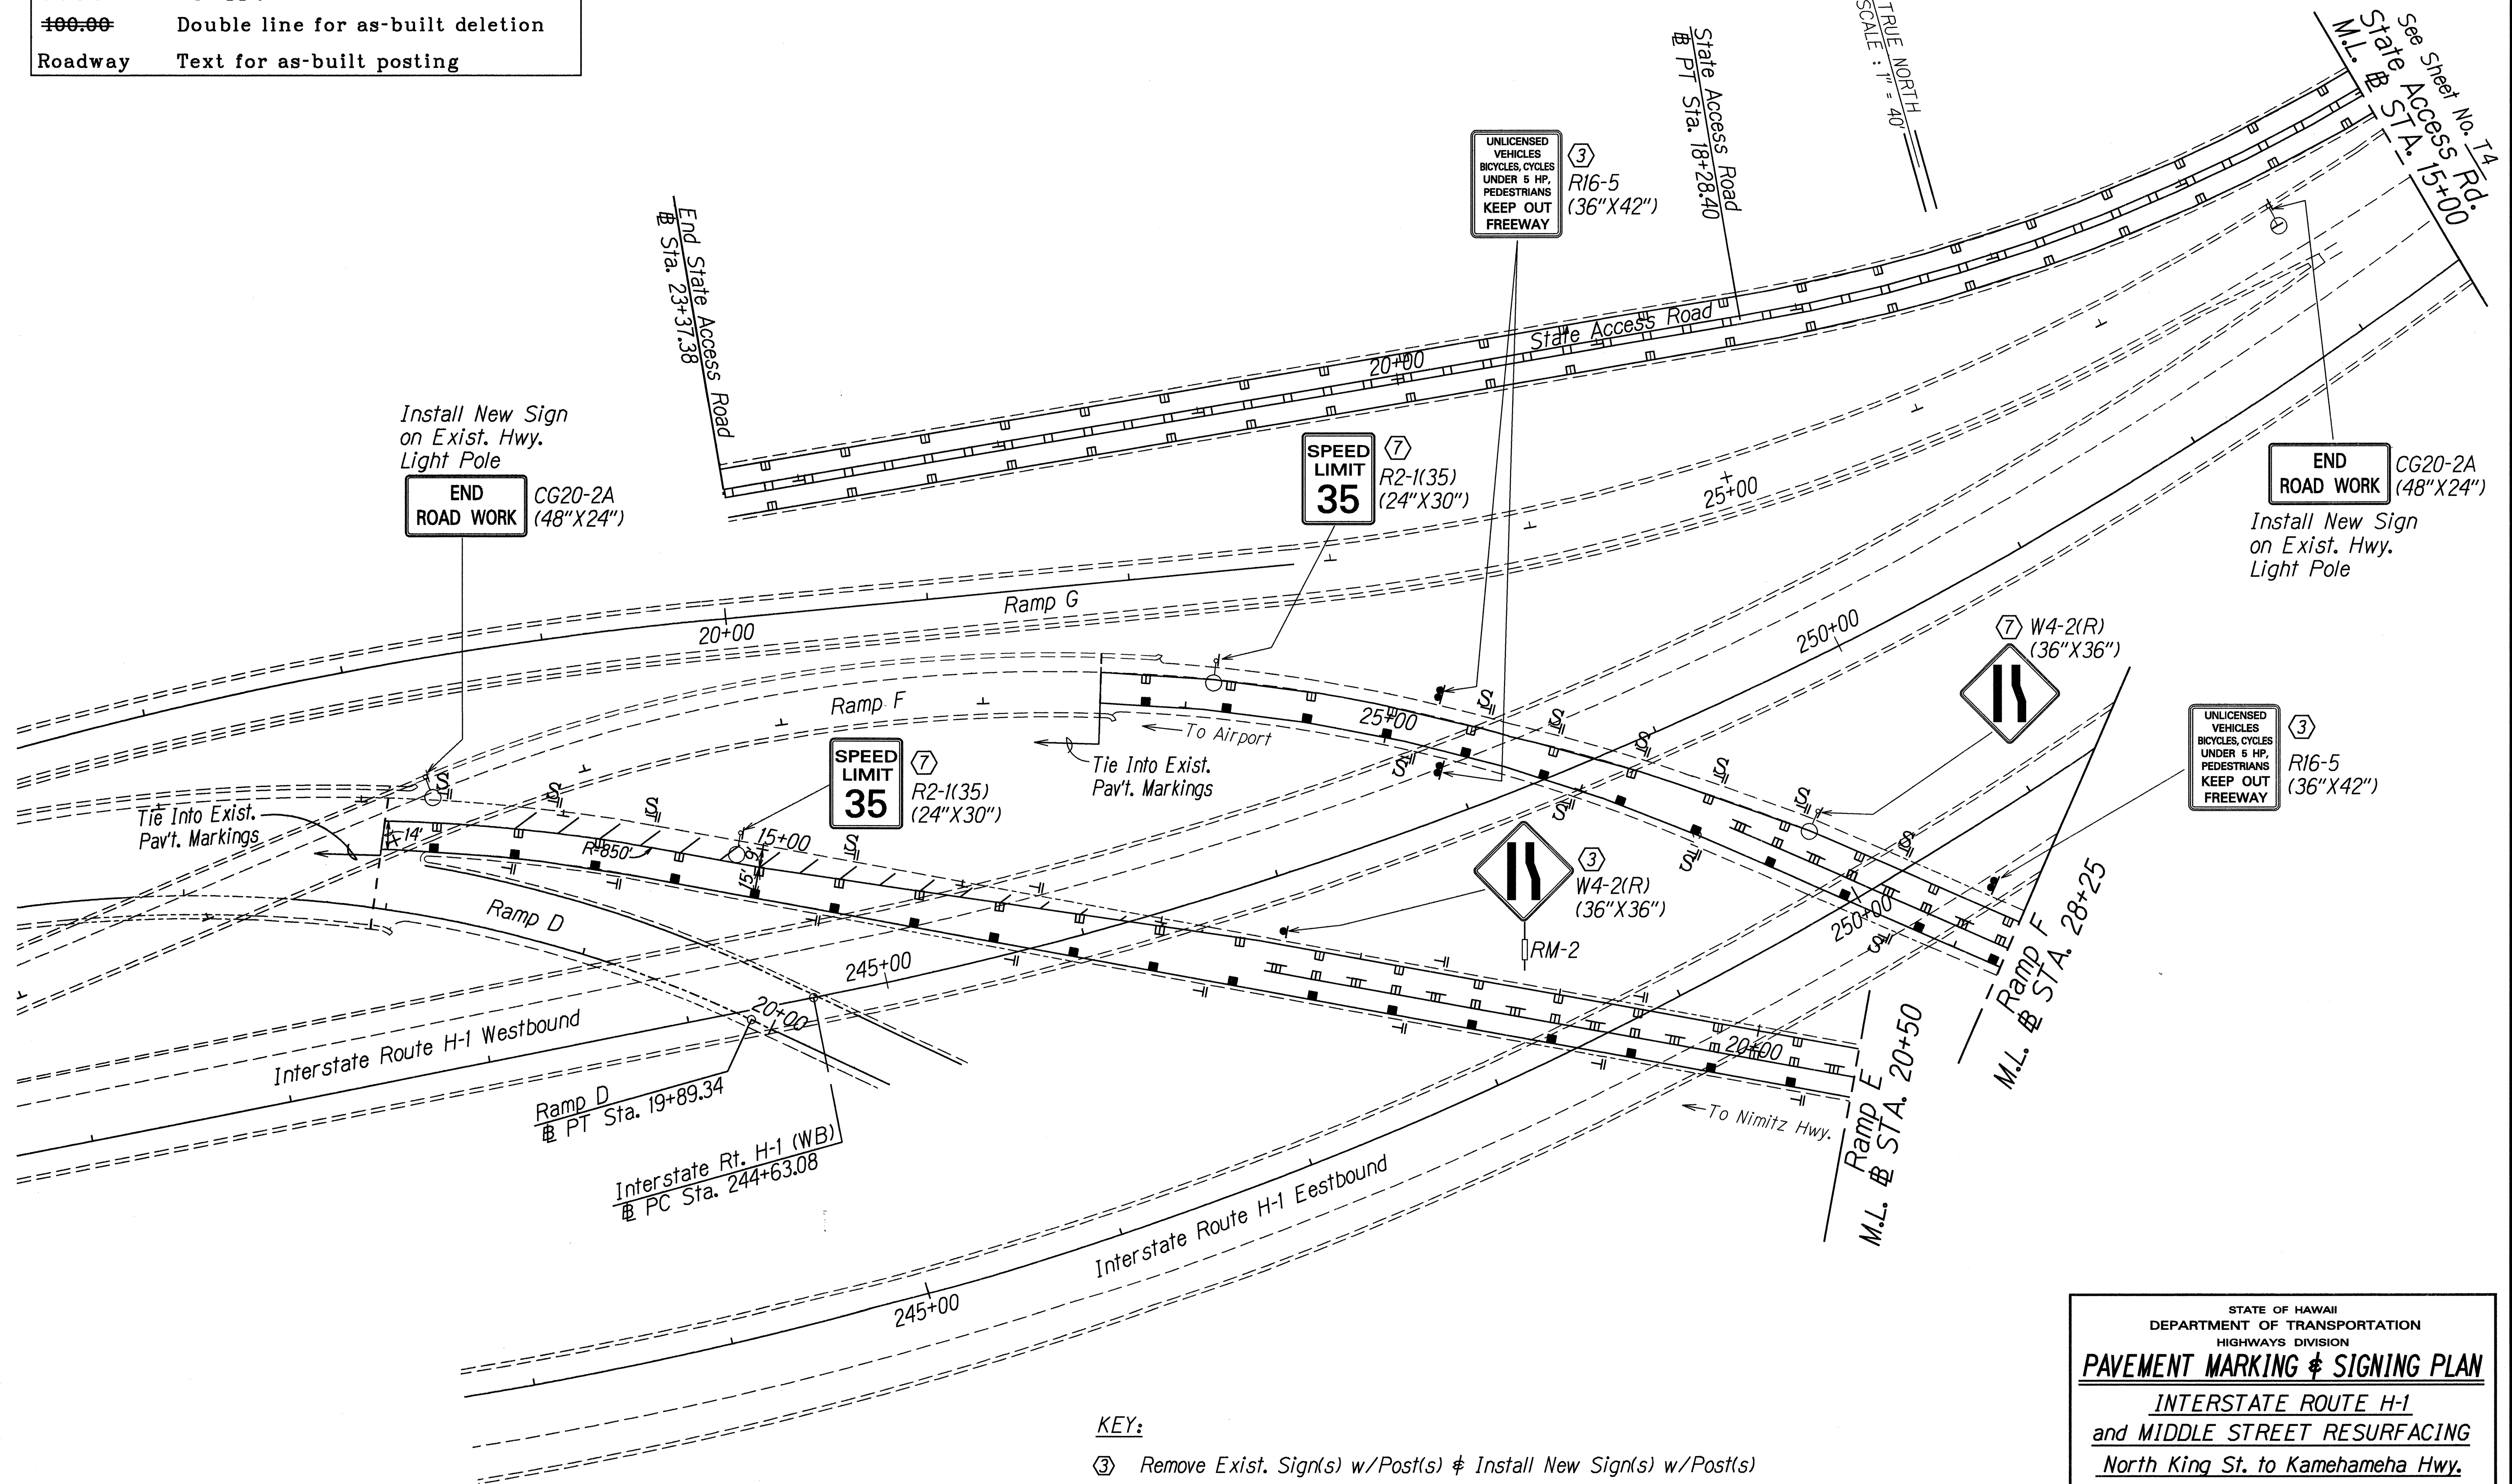 100.00 Double line for as-built deletion
Roadway Text for as-built posting
TRUE NORTH
SCALE : 1" = 40'
See Sheet No. T4
State Access Rd.
M.L. B STA. 15+00
State Access Road
B PT Sta. 18+28.40
End State Access Road
B Sta. 23+37.38
UNLICENSED
VEHICLES
BICYCLES, CYCLES
UNDER 5 HP,
PEDESTRIANS
KEEP OUT
FREEWAY
3
R16-5
(36"X42")
State Access Road
20+00
Install New Sign
on Exist. Hwy.
Light Pole
END
ROAD WORK
CG20-2A
(48"X24")
SPEED
LIMIT
35
7
R2-1(35)
(24"X30")
25+00
END
ROAD WORK
CG20-2A
(48"X24")
Install New Sign
on Exist. Hwy.
Light Pole
Ramp G
20+00
250+00
7
W4-2(R)
(36"X36")
Ramp F
25+00
To Airport
Tie Into Exist.
Pav't. Markings
SPEED
LIMIT
35
7
R2-1(35)
(24"X30")
UNLICENSED
VEHICLES
BICYCLES, CYCLES
UNDER 5 HP,
PEDESTRIANS
KEEP OUT
FREEWAY
3
R16-5
(36"X42")
Tie Into Exist.
Pav't. Markings
14'
R-850'
15+00
9'
15'
3
W4-2(R)
(36"X36")
RM-2
250+00
Ramp F
M.L. B STA. 28+25
Ramp D
245+00
20+00
20+00
Interstate Route H-1 Westbound
Ramp D
B PT Sta. 19+89.34
Interstate Rt. H-1 (WB)
B PC Sta. 244+63.08
To Nimitz Hwy.
Ramp E
M.L. B STA. 20+50
Interstate Route H-1 Eestbound
245+00
KEY:
3 Remove Exist. Sign(s) w/Post(s) & Install New Sign(s) w/Post(s)
STATE OF HAWAII
DEPARTMENT OF TRANSPORTATION
HIGHWAYS DIVISION
PAVEMENT MARKING & SIGNING PLAN
INTERSTATE ROUTE H-1
and MIDDLE STREET RESURFACING
North King St. to Kamehameha Hwy.